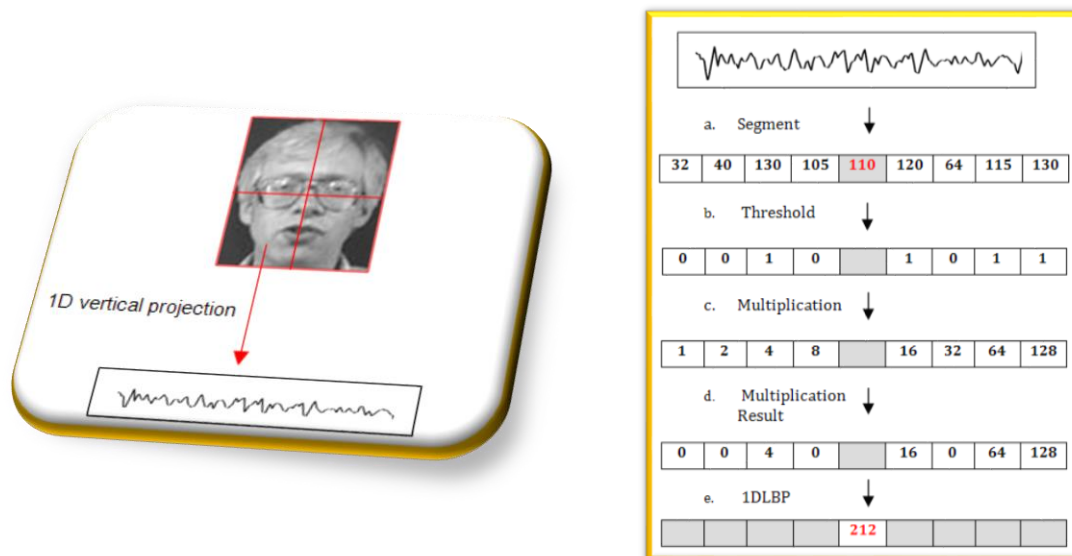 1D vertical projection
a. Segment
32 40 130 105 110 120 64 115 130
b. Threshold
0 0 1 0 1 0 1 1
c. Multiplication
1 2 4 8 16 32 64 128
d. Multiplication
Result
0 0 4 0 16 0 64 128
e. 1DLBP
212